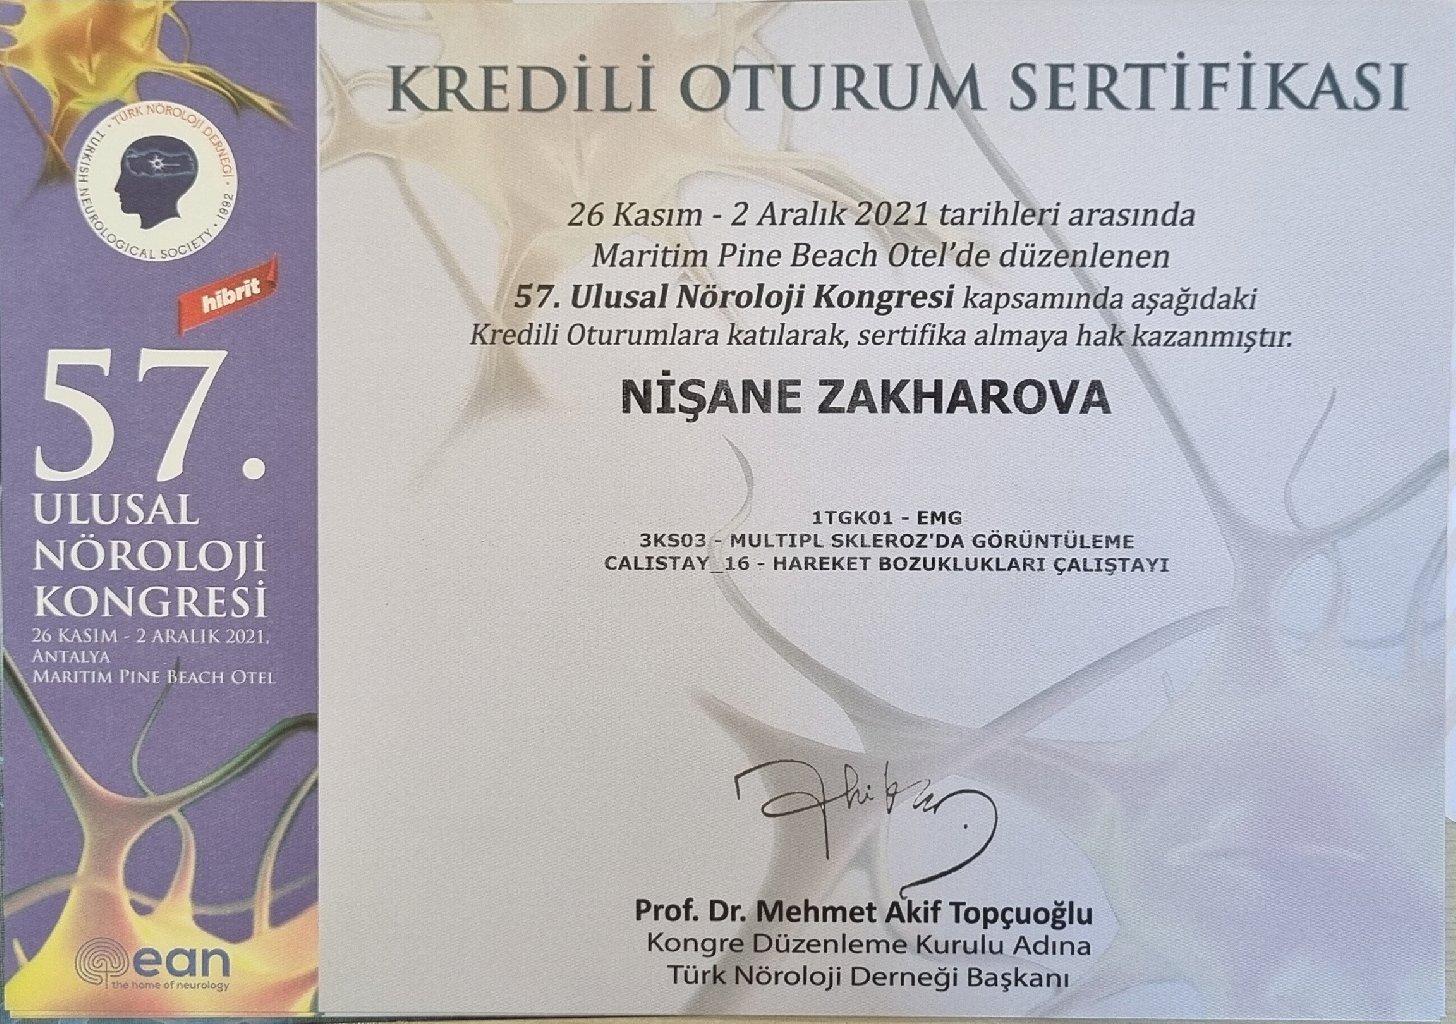 KREDİLİ OTURUM SERTİFİKASI
26 Kasım - 2 Aralık 2021 tarihleri arasında
Maritim Pine Beach Otel'de düzenlenen
57. Ulusal Nöroloji Kongresi kapsamında aşağıdaki
Kredili Oturumlara katılarak, sertifika almaya hak kazanmıştır.
NİŞANE ZAKHAROVA
1TGK01 - EMG
3KS03 - MULTIPL SKLEROZ'DA GÖRÜNTÜLEME
CALISTAY_16 - HAREKET BOZUKLUKLARI ÇALIŞTAYI
Prof. Dr. Mehmet Akif Topçuoğlu
Kongre Düzenleme Kurulu Adına
Türk Nöroloji Derneği Başkanı
TÜRK NÖROLOJİ DERNEĞİ
TURKISH NEUROLOGICAL SOCIETY
1992
hibrit
57.
ULUSAL
NÖROLOJİ
KONGRESİ
26 KASIM - 2 ARALIK 2021,
ANTALYA
MARITIM PINE BEACH OTEL
ean
the home of neurology